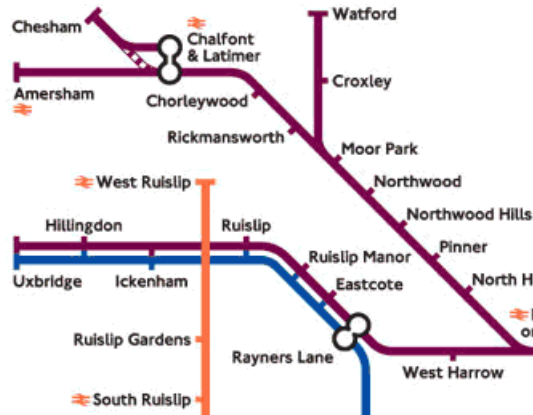 Chesham
Watford
Chalfont
& Latimer
Croxley
Amersham
Chorleywood
Rickmansworth
Moor Park
Northwood
West Ruislip
Northwood Hills
Hillingdon
Ruislip
Pinner
Ruislip Manor
Uxbridge
Ickenham
Eastcote
North H
Ruislip Gardens
Rayners Lane
West Harrow
South Ruislip